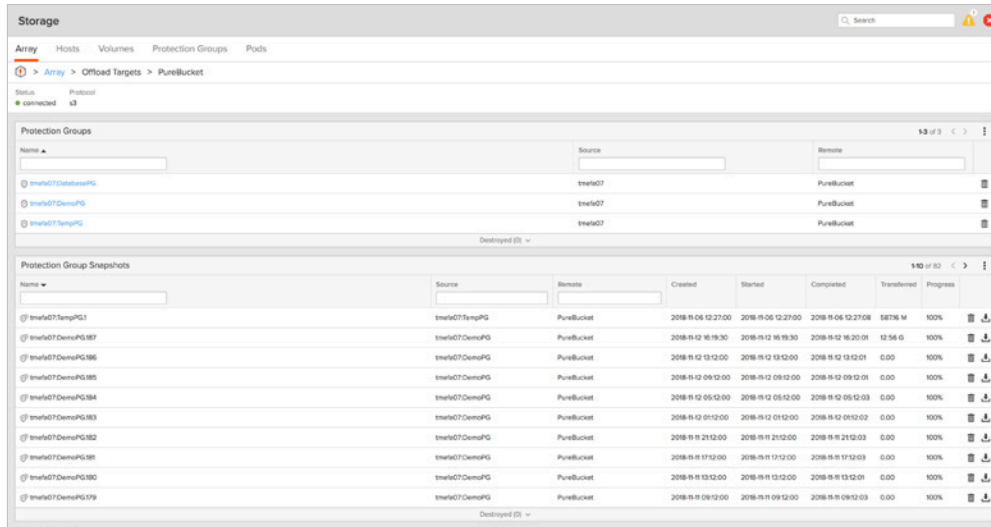 Storage
Search
Array Hosts Volumes Protection Groups Pods
> Array > Offload Targets > PureBucket
Status Protocol
connected s3
Protection Groups 1-3 of 3
Name Source Remote
tmefa07:DatabasePG tmefa07 PureBucket
tmefa07:DemoPG tmefa07 PureBucket
tmefa07:TempPG tmefa07 PureBucket
Destroyed (0)
Protection Group Snapshots 1-10 of 82
Name Source Remote Created Started Completed Transferred Progress
tmefa07:TempPG.1 tmefa07:TempPG PureBucket 2018-11-06 12:27:00 2018-11-06 12:27:00 2018-11-06 12:27:08 587.16 M 100%
tmefa07:DemoPG.187 tmefa07:DemoPG PureBucket 2018-11-12 16:19:30 2018-11-12 16:19:30 2018-11-12 16:20:01 12.56 G 100%
tmefa07:DemoPG.186 tmefa07:DemoPG PureBucket 2018-11-12 13:12:00 2018-11-12 13:12:00 2018-11-12 13:12:01 0.00 100%
tmefa07:DemoPG.185 tmefa07:DemoPG PureBucket 2018-11-12 09:12:00 2018-11-12 09:12:00 2018-11-12 09:12:01 0.00 100%
tmefa07:DemoPG.184 tmefa07:DemoPG PureBucket 2018-11-12 05:12:00 2018-11-12 05:12:00 2018-11-12 05:12:03 0.00 100%
tmefa07:DemoPG.183 tmefa07:DemoPG PureBucket 2018-11-12 01:12:00 2018-11-12 01:12:00 2018-11-12 01:12:02 0.00 100%
tmefa07:DemoPG.182 tmefa07:DemoPG PureBucket 2018-11-11 21:12:00 2018-11-11 21:12:00 2018-11-11 21:12:03 0.00 100%
tmefa07:DemoPG.181 tmefa07:DemoPG PureBucket 2018-11-11 17:12:00 2018-11-11 17:12:00 2018-11-11 17:12:03 0.00 100%
tmefa07:DemoPG.180 tmefa07:DemoPG PureBucket 2018-11-11 13:12:00 2018-11-11 13:12:00 2018-11-11 13:12:01 0.00 100%
tmefa07:DemoPG.179 tmefa07:DemoPG PureBucket 2018-11-11 09:12:00 2018-11-11 09:12:00 2018-11-11 09:12:03 0.00 100%
Destroyed (0)